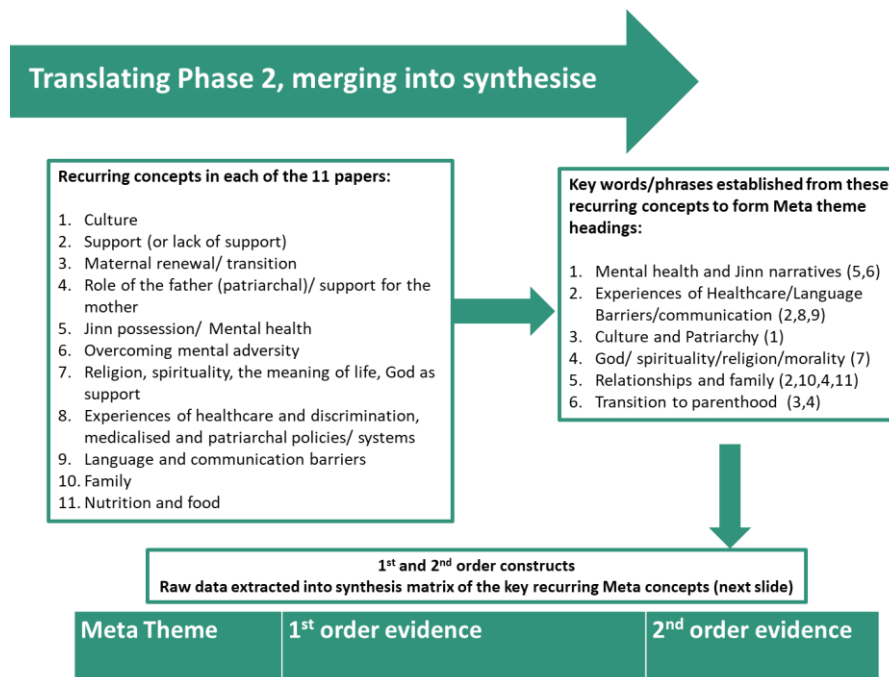 Translating Phase 2, merging into synthesise
Recurring concepts in each of the 11 papers:
1. Culture
2. Support (or lack of support)
3. Maternal renewal/ transition
4. Role of the father (patriarchal)/ support for the
mother
5. Jinn possession/ Mental health
6. Overcoming mental adversity
7. Religion, spirituality, the meaning of life, God as
support
8. Experiences of healthcare and discrimination,
medicalised and patriarchal policies/ systems
9. Language and communication barriers
10. Family
11. Nutrition and food
Key words/phrases established from these
recurring concepts to form Meta theme
headings:
1. Mental health and Jinn narratives (5,6)
2. Experiences of Healthcare/Language
Barriers/communication (2,8,9)
3. Culture and Patriarchy (1)
4. God/ spirituality/religion/morality (7)
5. Relationships and family (2,10,4,11)
6. Transition to parenthood (3,4)
1st and 2nd order constructs
Raw data extracted into synthesis matrix of the key recurring Meta concepts (next slide)
Meta Theme 1st order evidence 2nd order evidence